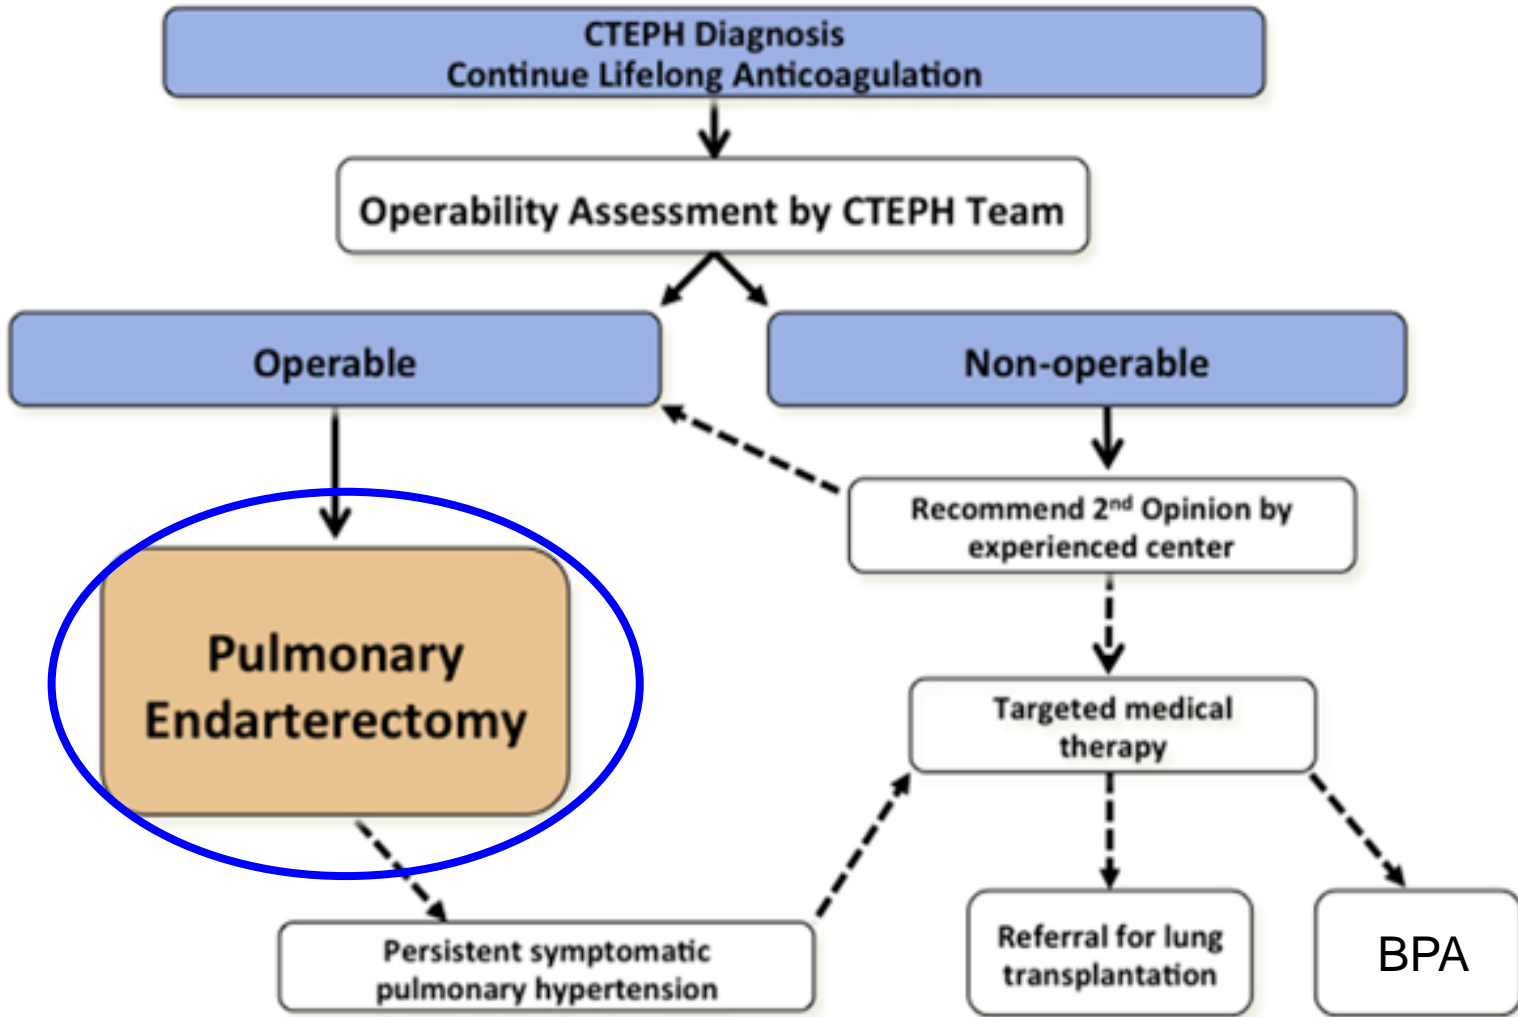 CTEPH Diagnosis
Continue Lifelong Anticoagulation
Operability Assessment by CTEPH Team
Operable
Non-operable
Recommend 2nd Opinion by
experienced center
Pulmonary
Endarterectomy
Targeted medical
therapy
Persistent symptomatic
pulmonary hypertension
Referral for lung
transplantation
BPA